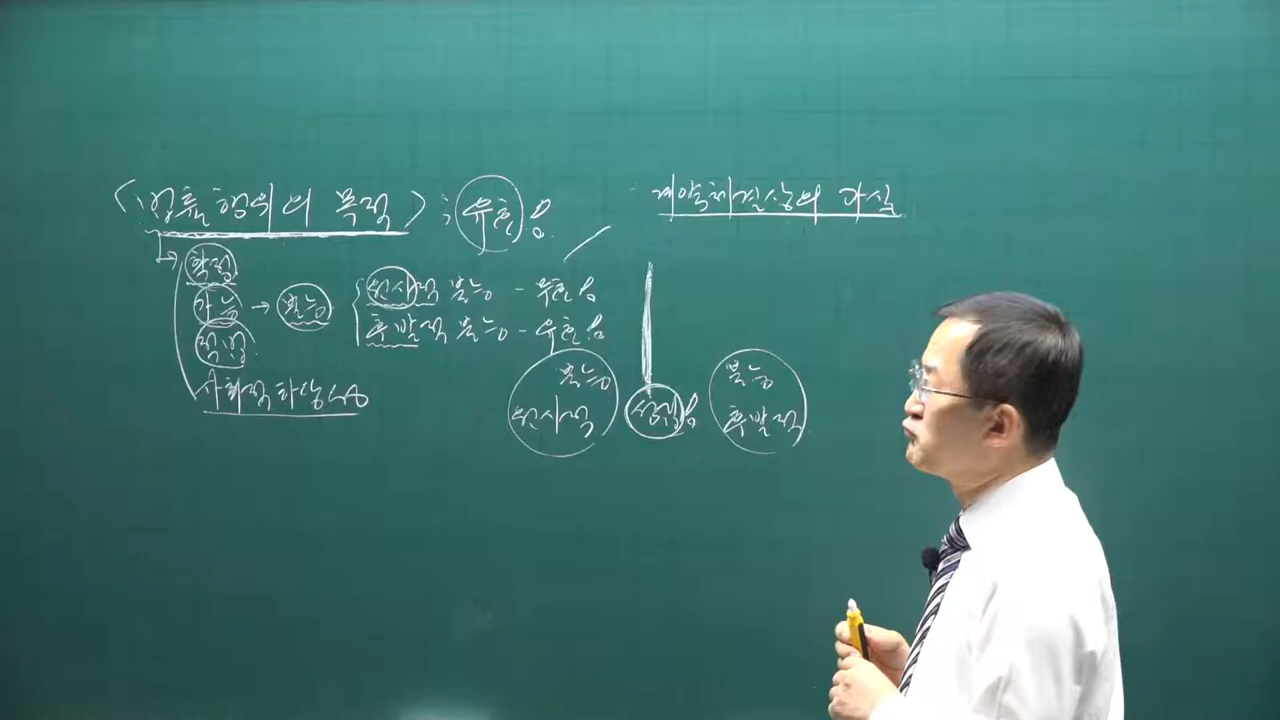 <법률행위의 목적> : 유효 要
확정
가능 → 불능
적법
사회적 타당성
원시적 불능 - 무효
후발적 불능 - 유효
계약체결상의 과실
불능
원시적
불능
후발적